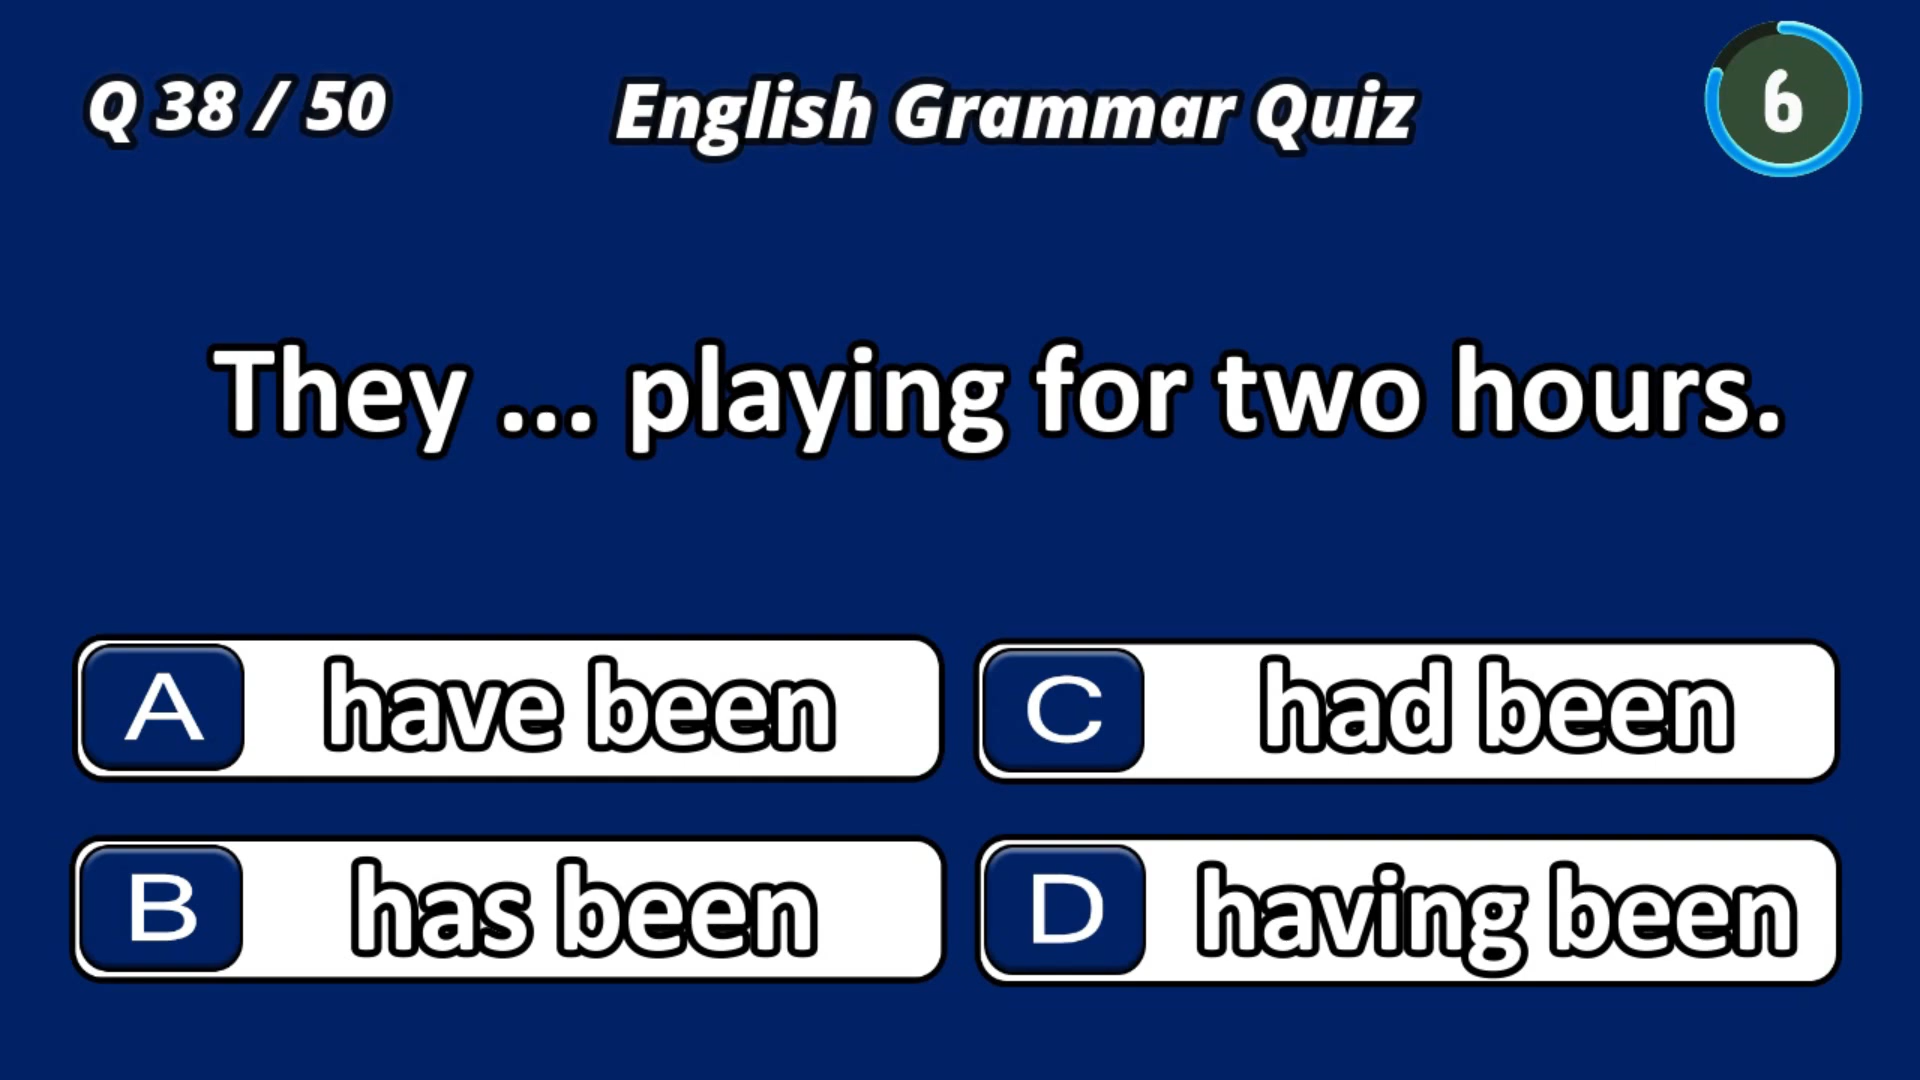 Q 38 / 50
English Grammar Quiz
6
They ... playing for two hours.
A have been
C had been
B has been
D having been